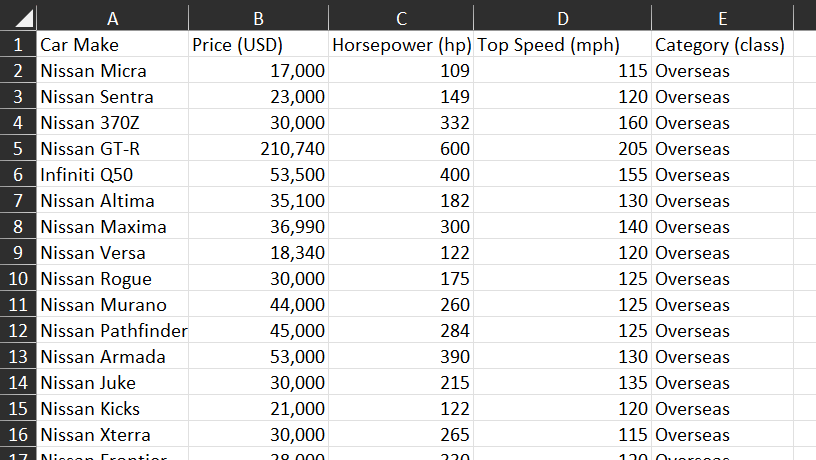 A B C D E
1 Car Make Price (USD) Horsepower (hp) Top Speed (mph) Category (class)
2 Nissan Micra 17,000 109 115 Overseas
3 Nissan Sentra 23,000 149 120 Overseas
4 Nissan 370Z 30,000 332 160 Overseas
5 Nissan GT-R 210,740 600 205 Overseas
6 Infiniti Q50 53,500 400 155 Overseas
7 Nissan Altima 35,100 182 130 Overseas
8 Nissan Maxima 36,990 300 140 Overseas
9 Nissan Versa 18,340 122 120 Overseas
10 Nissan Rogue 30,000 175 125 Overseas
11 Nissan Murano 44,000 260 125 Overseas
12 Nissan Pathfinder 45,000 284 125 Overseas
13 Nissan Armada 53,000 390 130 Overseas
14 Nissan Juke 30,000 215 135 Overseas
15 Nissan Kicks 21,000 122 120 Overseas
16 Nissan Xterra 30,000 265 115 Overseas
17 Nissan Frontier